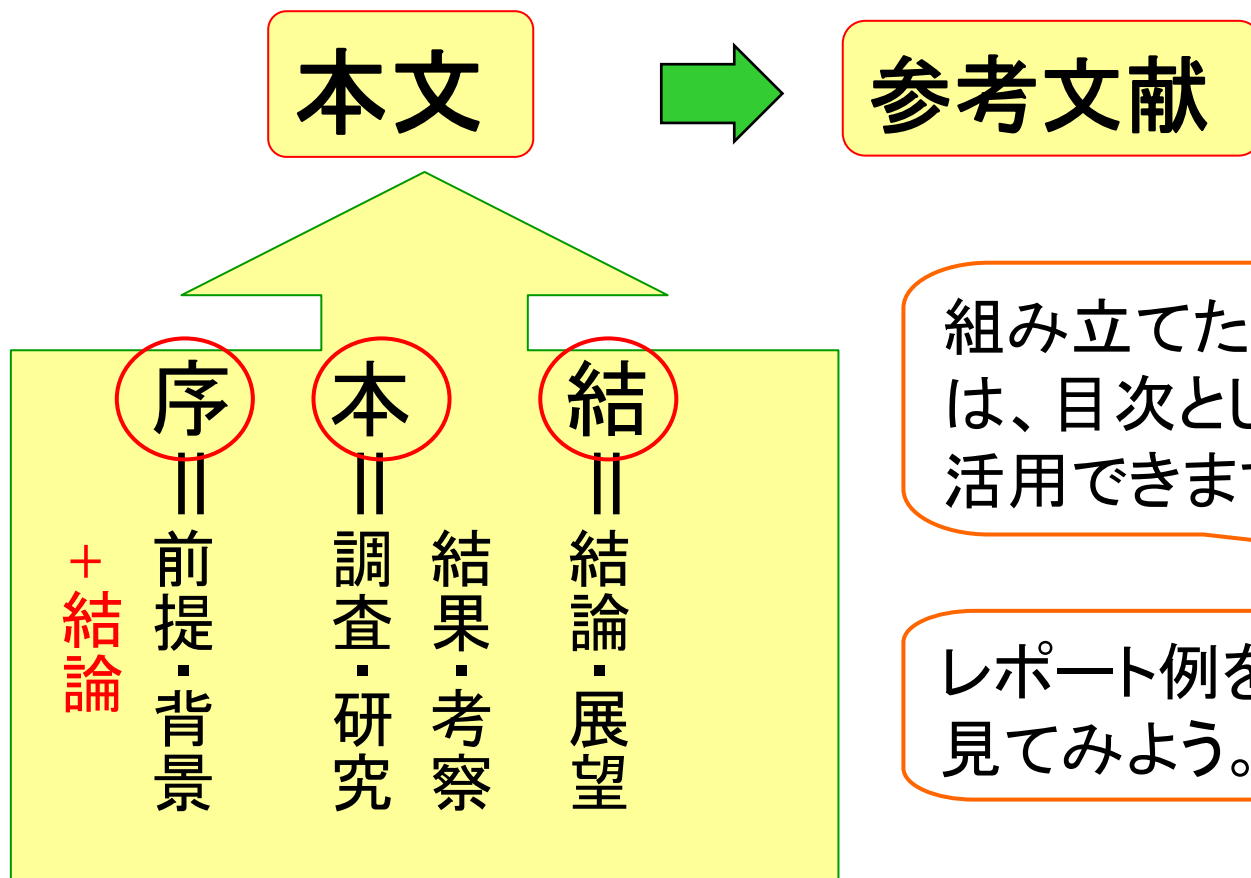 本文
参考文献
序
本
結
||
||
||
前提・背景
+結論
調査・研究
結果・考察
結論・展望
組み立てた
は、目次とし
活用できます
レポート例を
見てみよう。